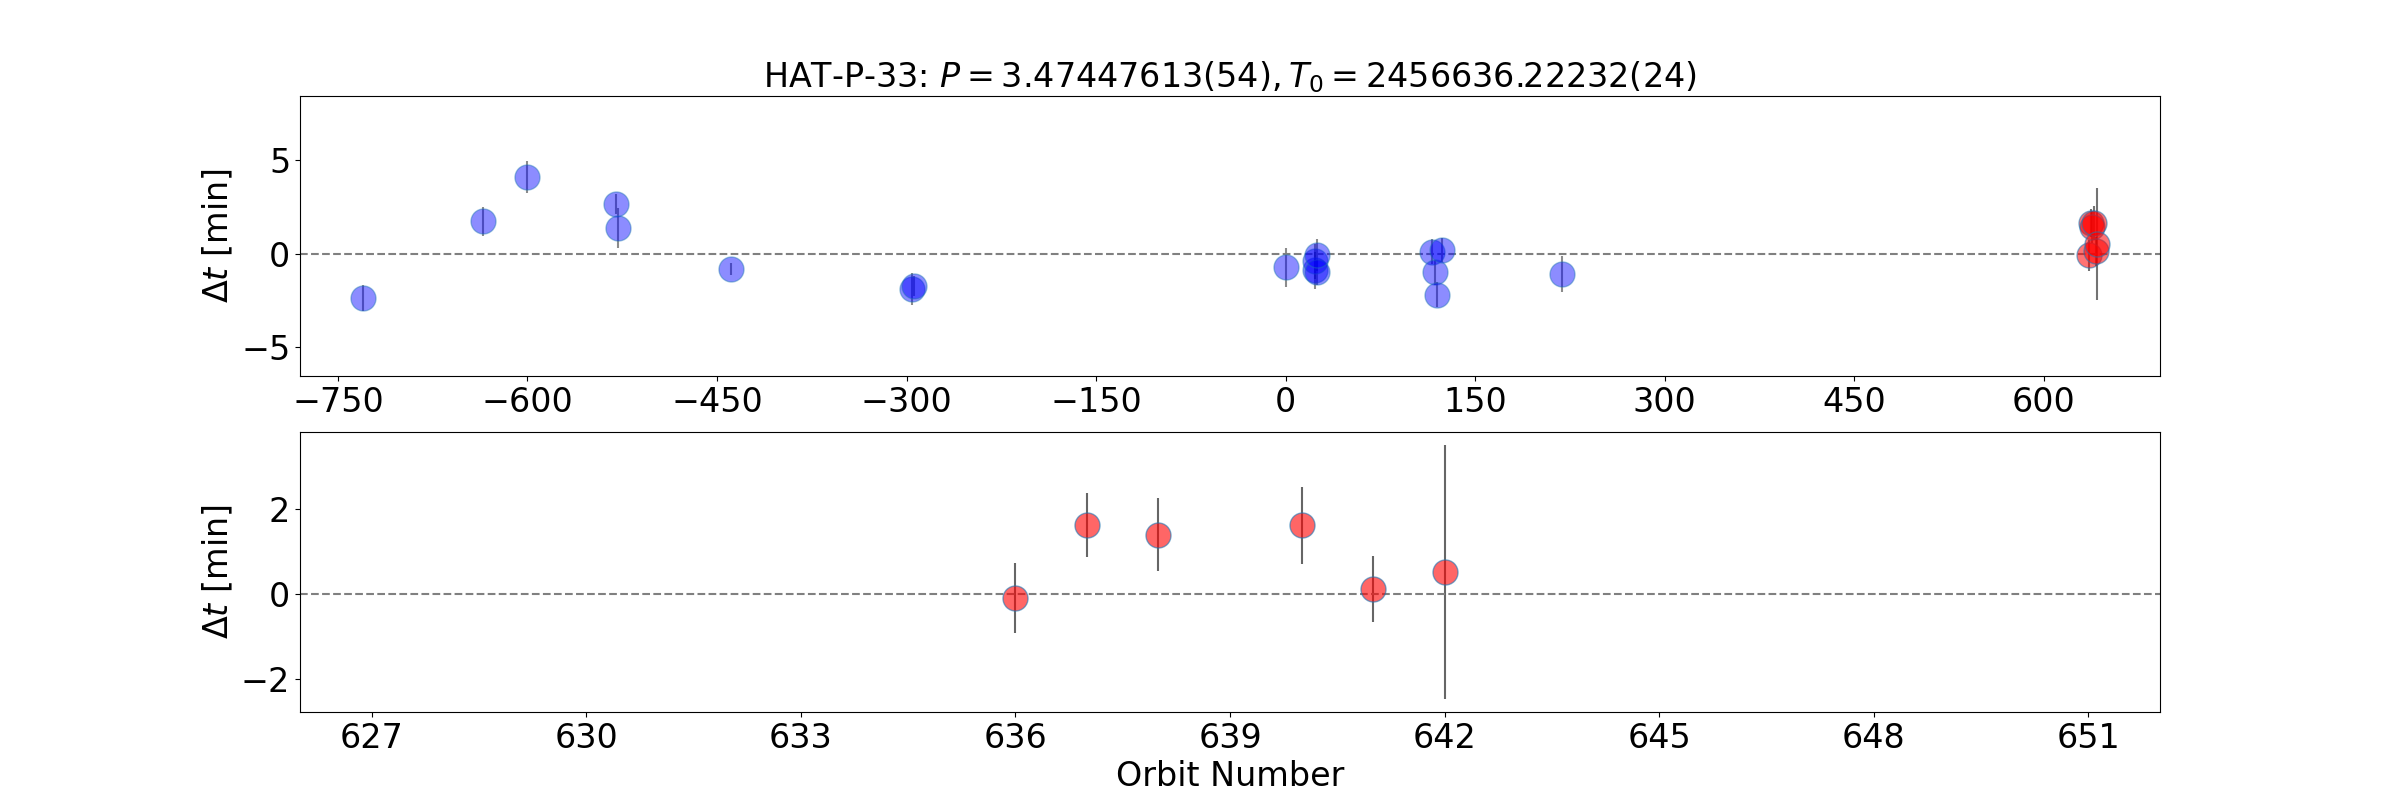 HAT-P-33: P = 3.47447613(54), T₀ = 2456636.22232(24)
Δt [min]
5
0
−5
−750 −600 −450 −300 −150 0 150 300 450 600
Δt [min]
2
0
−2
627 630 633 636 639 642 645 648 651
Orbit Number